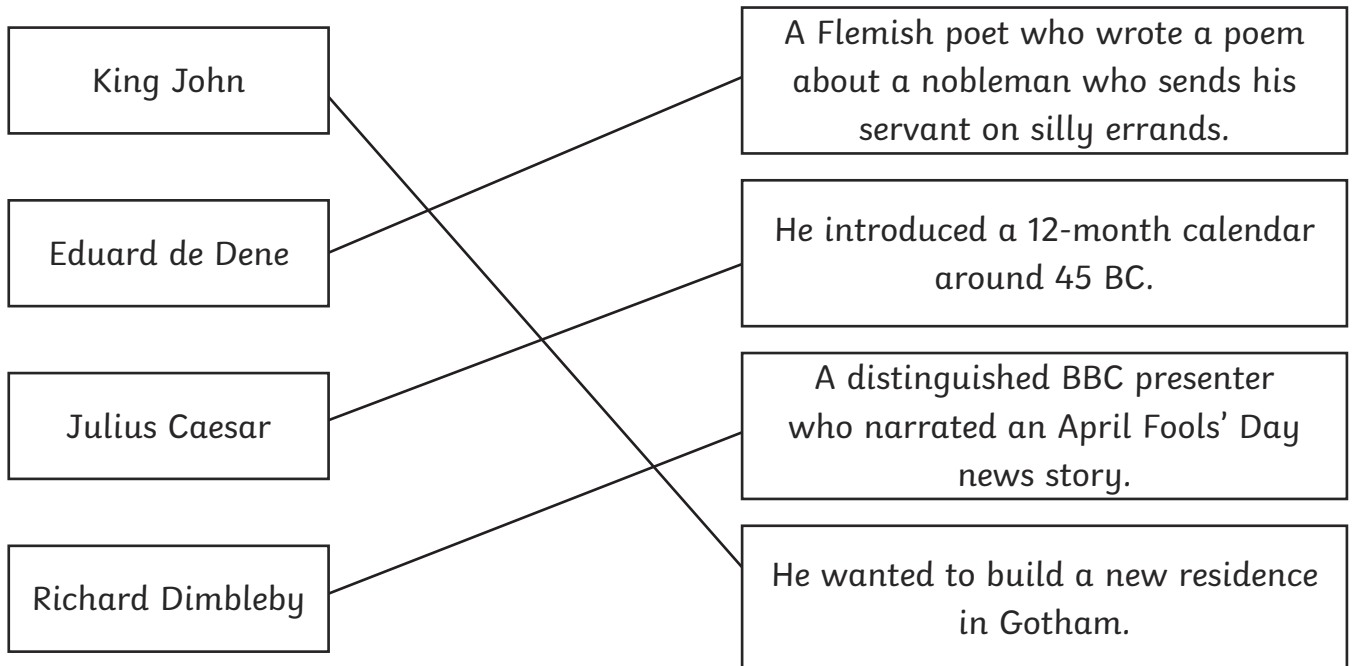 King John
Eduard de Dene
Julius Caesar
Richard Dimbleby
A Flemish poet who wrote a poem
about a nobleman who sends his
servant on silly errands.
He introduced a 12-month calendar
around 45 BC.
A distinguished BBC presenter
who narrated an April Fools’ Day
news story.
He wanted to build a new residence
in Gotham.